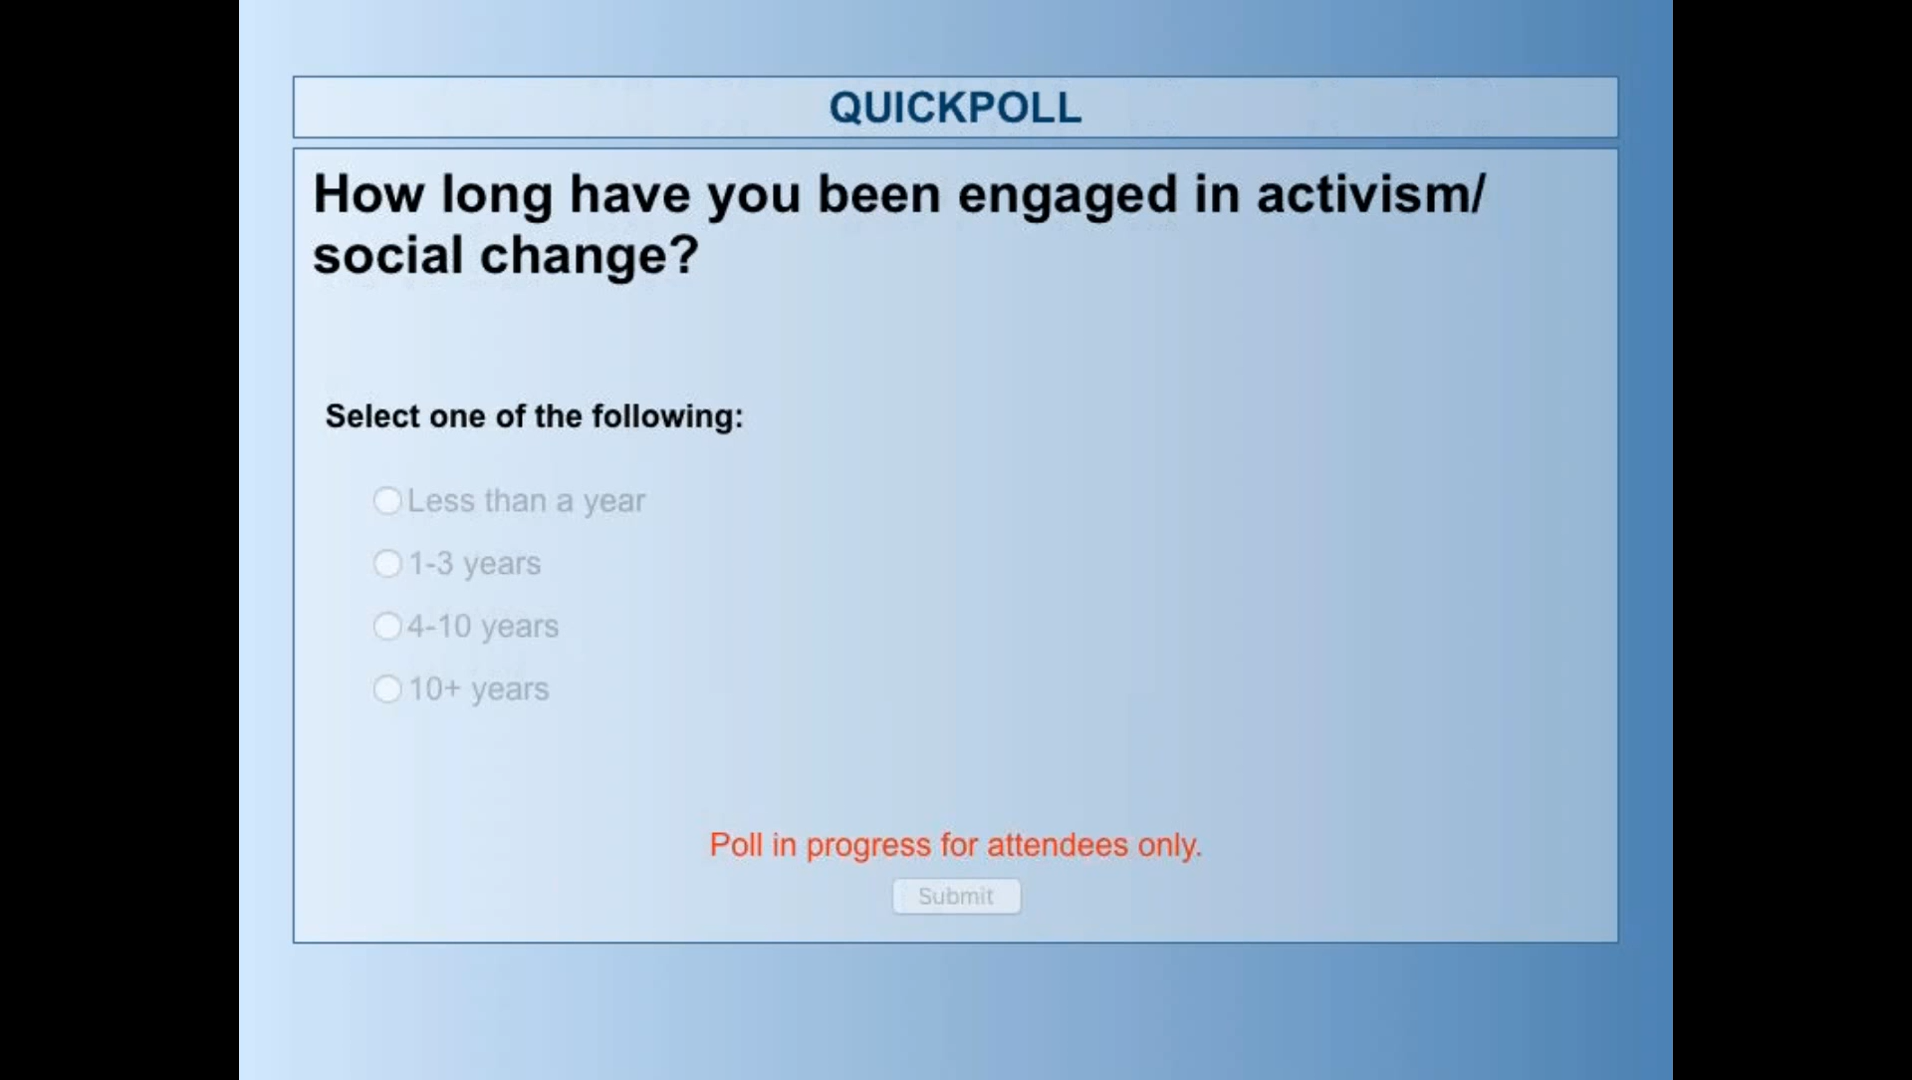 QUICKPOLL
How long have you been engaged in activism/
social change?
Select one of the following:
Less than a year
1-3 years
4-10 years
10+ years
Poll in progress for attendees only.
Submit